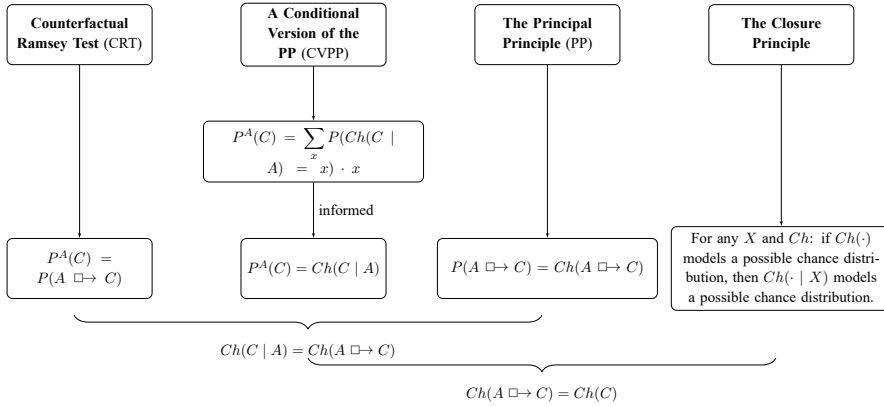 Counterfactual
Ramsey Test (CRT)
A Conditional
Version of the
PP (CVPP)
The Principal
Principle (PP)
The Closure
Principle
P^A(C) = ∑_x P(Ch(C |
A) = x) · x
informed
P^A(C) =
P(A □→ C)
P^A(C) = Ch(C | A)
P(A □→ C) = Ch(A □→ C)
For any X and Ch: if Ch(·)
models a possible chance distri-
bution, then Ch(· | X) models
a possible chance distribution.
Ch(C | A) = Ch(A □→ C)
Ch(A □→ C) = Ch(C)